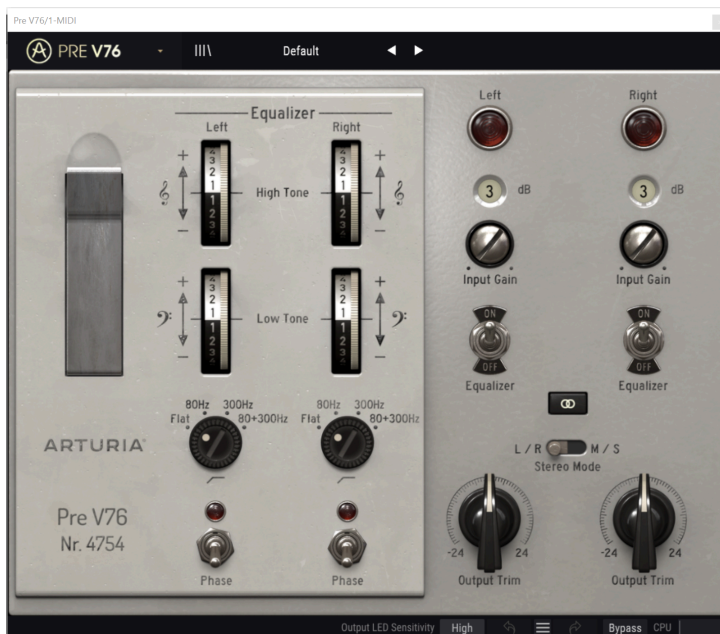 Pre V76/1-MIDI
PRE V76
Default
Equalizer
Left Right
High Tone
Low Tone
80Hz 300Hz
Flat 80+300Hz
80Hz 300Hz
Flat 80+300Hz
ARTURIA
Pre V76
Nr. 4754
Phase Phase
Left Right
3 dB 3 dB
Input Gain Input Gain
ON ON
OFF OFF
Equalizer Equalizer
L / R M / S
Stereo Mode
-24 24 -24 24
Output Trim Output Trim
Output LED Sensitivity High Bypass CPU